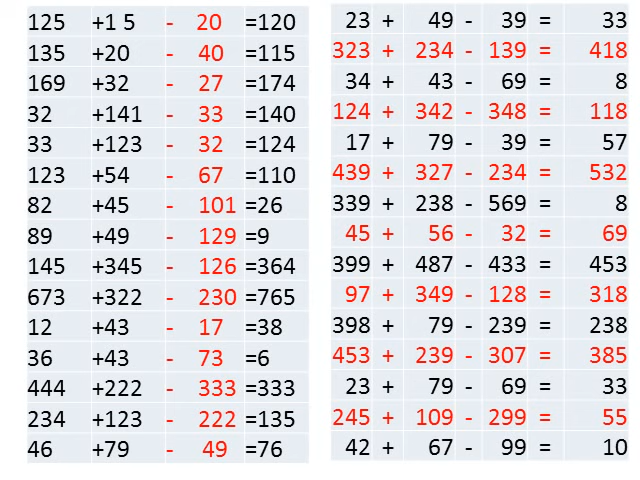 125 +1 5 - 20 =120
135 +20 - 40 =115
169 +32 - 27 =174
32 +141 - 33 =140
33 +123 - 32 =124
123 +54 - 67 =110
82 +45 - 101 =26
89 +49 - 129 =9
145 +345 - 126 =364
673 +322 - 230 =765
12 +43 - 17 =38
36 +43 - 73 =6
444 +222 - 333 =333
234 +123 - 222 =135
46 +79 - 49 =76
23 + 49 - 39 = 33
323 + 234 - 139 = 418
34 + 43 - 69 = 8
124 + 342 - 348 = 118
17 + 79 - 39 = 57
439 + 327 - 234 = 532
339 + 238 - 569 = 8
45 + 56 - 32 = 69
399 + 487 - 433 = 453
97 + 349 - 128 = 318
398 + 79 - 239 = 238
453 + 239 - 307 = 385
23 + 79 - 69 = 33
245 + 109 - 299 = 55
42 + 67 - 99 = 10